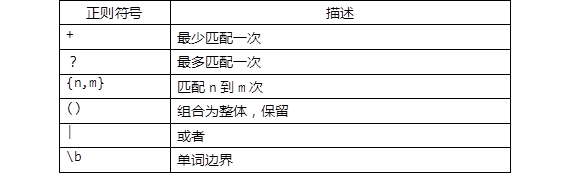 正则符号 描述
+ 最少匹配一次
? 最多匹配一次
{n,m} 匹配 n 到 m 次
() 组合为整体，保留
| 或者
\b 单词边界